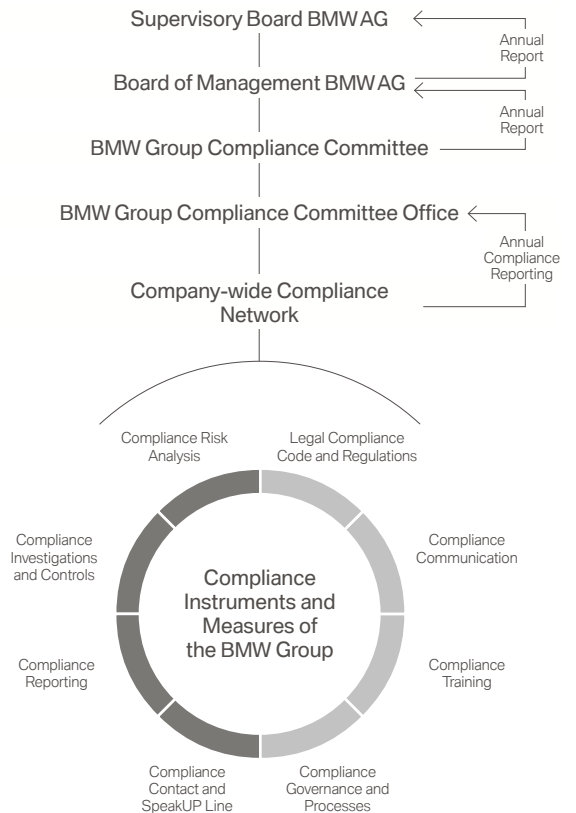 Supervisory Board BMW AG
Annual
Report
Board of Management BMW AG
Annual
Report
BMW Group Compliance Committee
BMW Group Compliance Committee Office
Annual
Compliance
Reporting
Company-wide Compliance
Network
Compliance Risk
Analysis
Legal Compliance
Code and Regulations
Compliance
Investigations
and Controls
Compliance
Communication
Compliance
Instruments and
Measures of
the BMW Group
Compliance
Reporting
Compliance
Training
Compliance
Contact and
SpeakUP Line
Compliance
Governance and
Processes